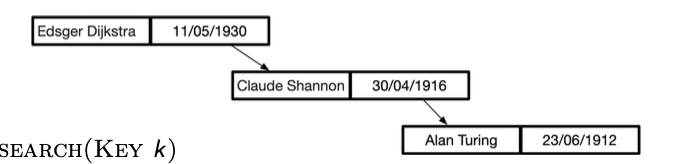 Edsger Dijkstra 11/05/1930
Claude Shannon 30/04/1916
Alan Turing 23/06/1912
SEARCH(KEY k)